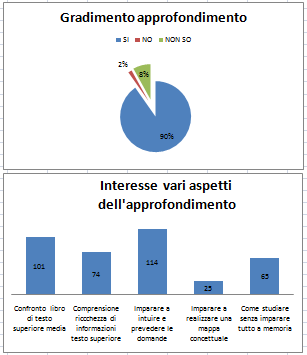 Gradimento approfondimento
SI NO NON SO
2%
8%
90%
Interesse vari aspetti
dell'approfondimento
101
74
114
25
63
Confronto libro
di testo
superiore media
Comprensione
riccchezza di
informazioni
testo superiore
Imparare a
intuire e
prevedere le
domande
Imparare a
realizzare una
mappa
concettuale
Come studiare
senza imparare
tutto a memoria